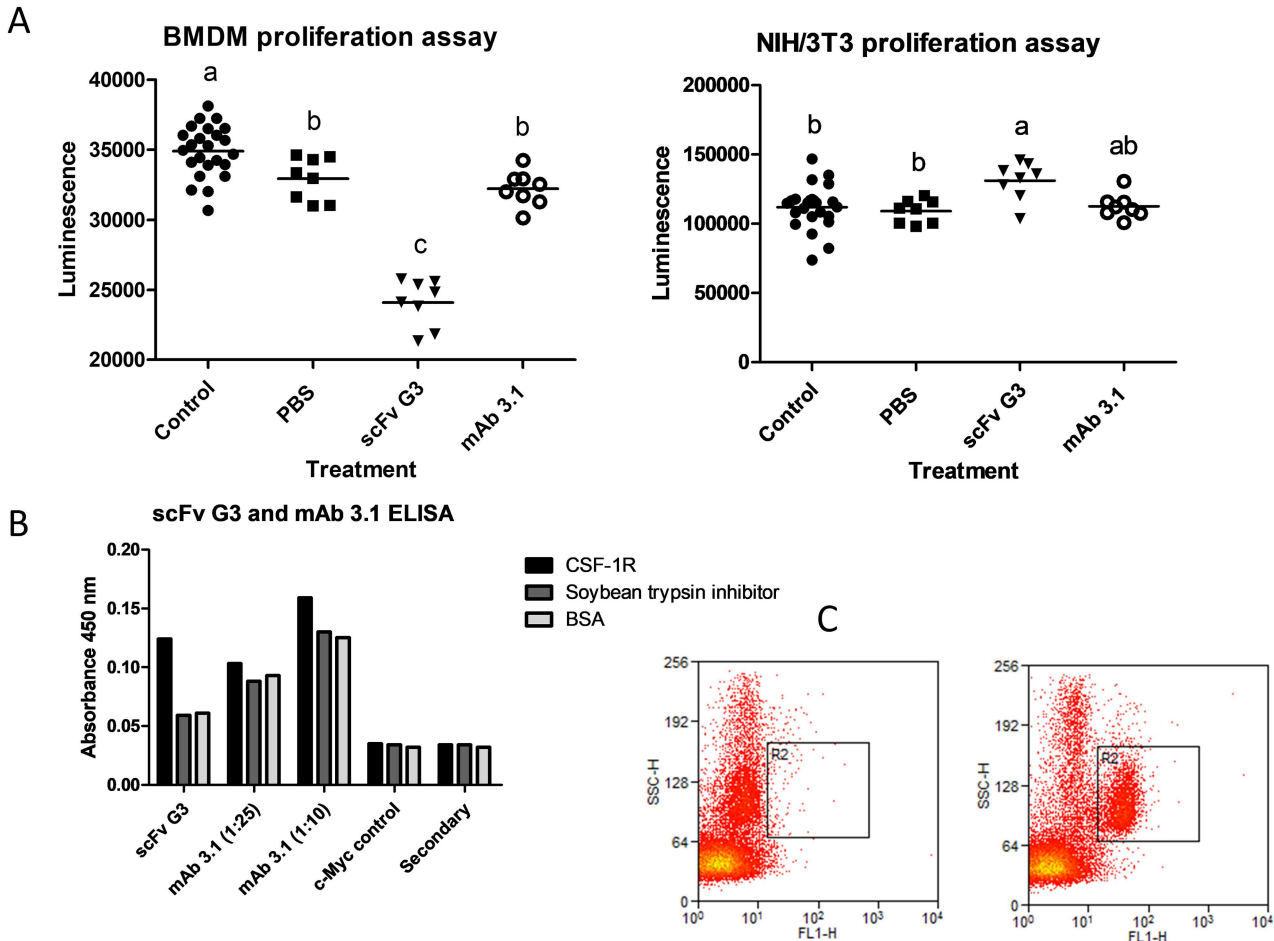 A
BMDM proliferation assay
40000
35000
30000
25000
20000
Luminescence
a
b
c
b
Control
PBS
scFv G3
mAb 3.1
Treatment
NIH/3T3 proliferation assay
200000
150000
100000
50000
0
Luminescence
b
b
a
ab
Control
PBS
scFv G3
mAb 3.1
Treatment
B
scFv G3 and mAb 3.1 ELISA
0.20
0.15
0.10
0.05
0.00
Absorbance 450 nm
scFv G3
mAb 3.1 (1:25)
mAb 3.1 (1:10)
c-Myc control
Secondary
CSF-1R
Soybean trypsin inhibitor
BSA
C
256
192
128
64
0
SSC-H
R2
10⁰
10¹
10²
10³
10⁴
FL1-H
256
192
128
64
0
SSC-H
R2
10⁰
10¹
10²
10³
10⁴
FL1-H